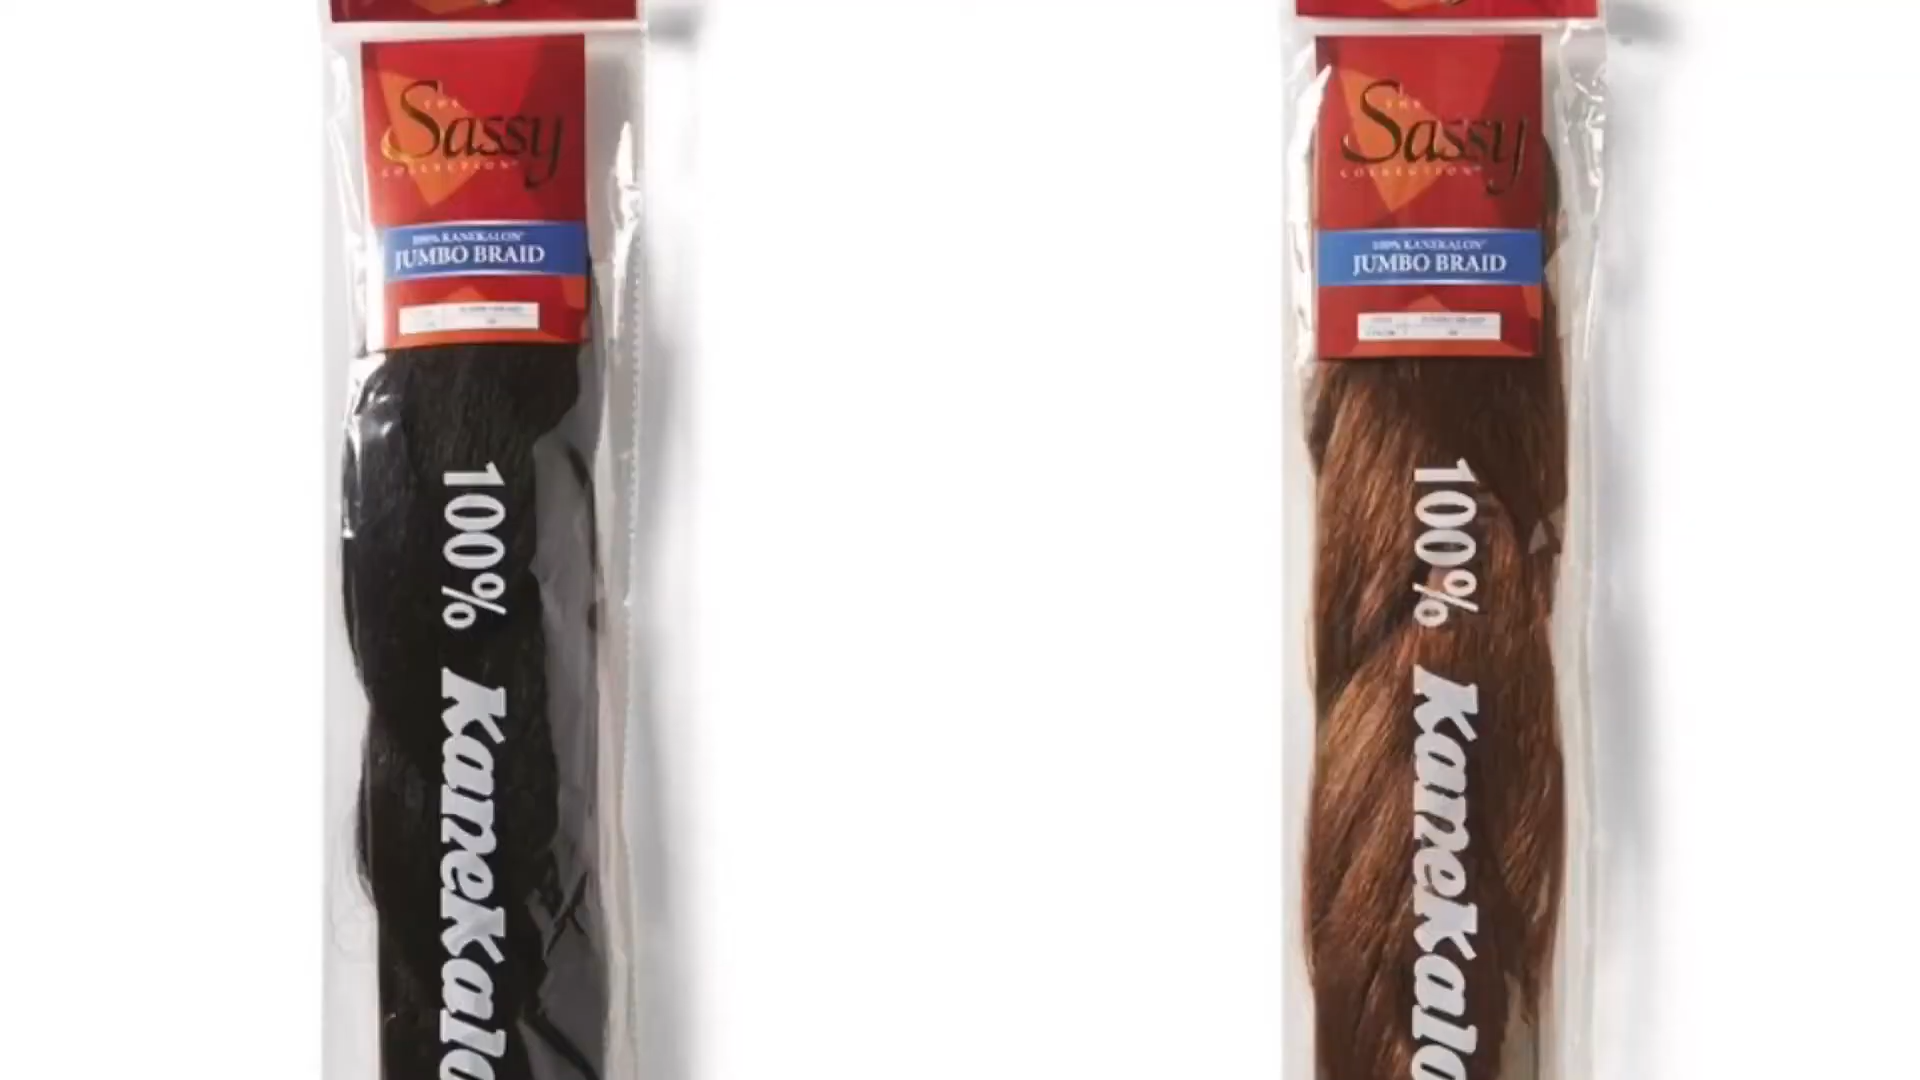 THE
Sassy
COLLECTION
100% KANEKALON®
JUMBO BRAID
100% Kanekalo
THE
Sassy
COLLECTION
100% KANEKALON®
JUMBO BRAID
100% Kanekalo